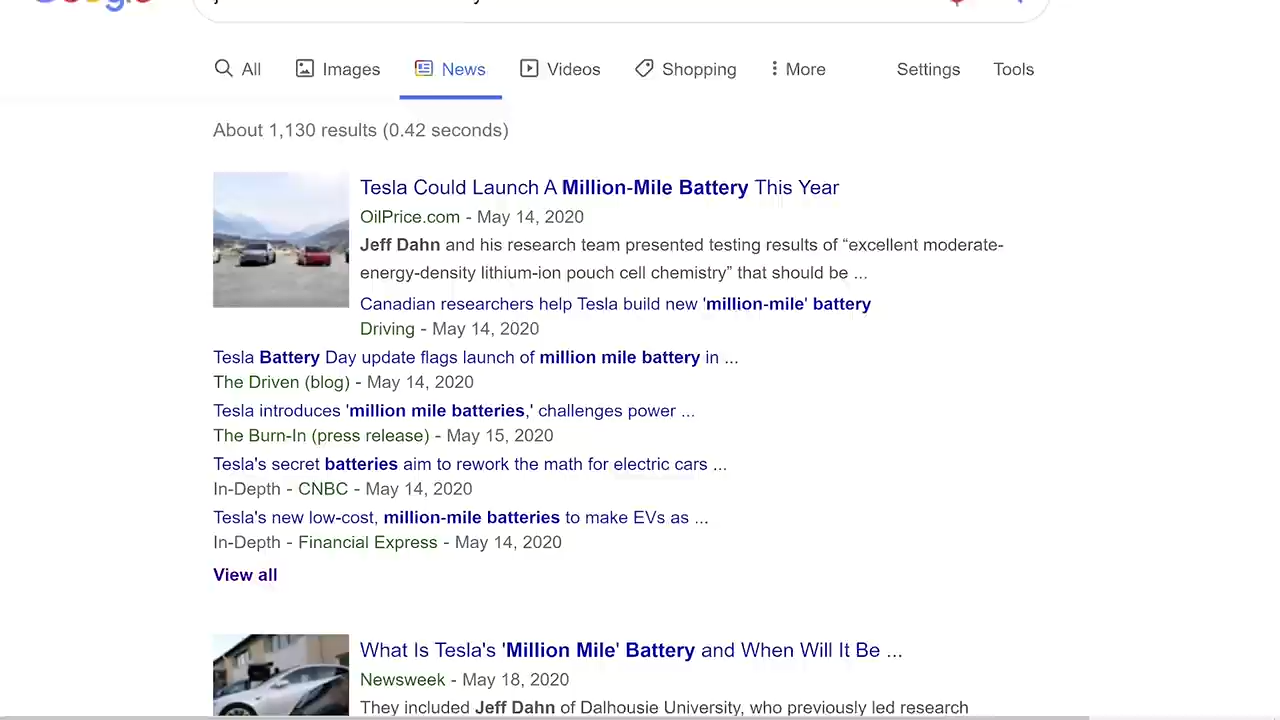 All Images News Videos Shopping More Settings Tools
About 1,130 results (0.42 seconds)
Tesla Could Launch A Million-Mile Battery This Year
OilPrice.com - May 14, 2020
Jeff Dahn and his research team presented testing results of “excellent moderate-
energy-density lithium-ion pouch cell chemistry” that should be ...
Canadian researchers help Tesla build new 'million-mile' battery
Driving - May 14, 2020
Tesla Battery Day update flags launch of million mile battery in ...
The Driven (blog) - May 14, 2020
Tesla introduces 'million mile batteries,' challenges power ...
The Burn-In (press release) - May 15, 2020
Tesla's secret batteries aim to rework the math for electric cars ...
In-Depth - CNBC - May 14, 2020
Tesla's new low-cost, million-mile batteries to make EVs as ...
In-Depth - Financial Express - May 14, 2020
View all
What Is Tesla's 'Million Mile' Battery and When Will It Be ...
Newsweek - May 18, 2020
They included Jeff Dahn of Dalhousie University, who previously led research